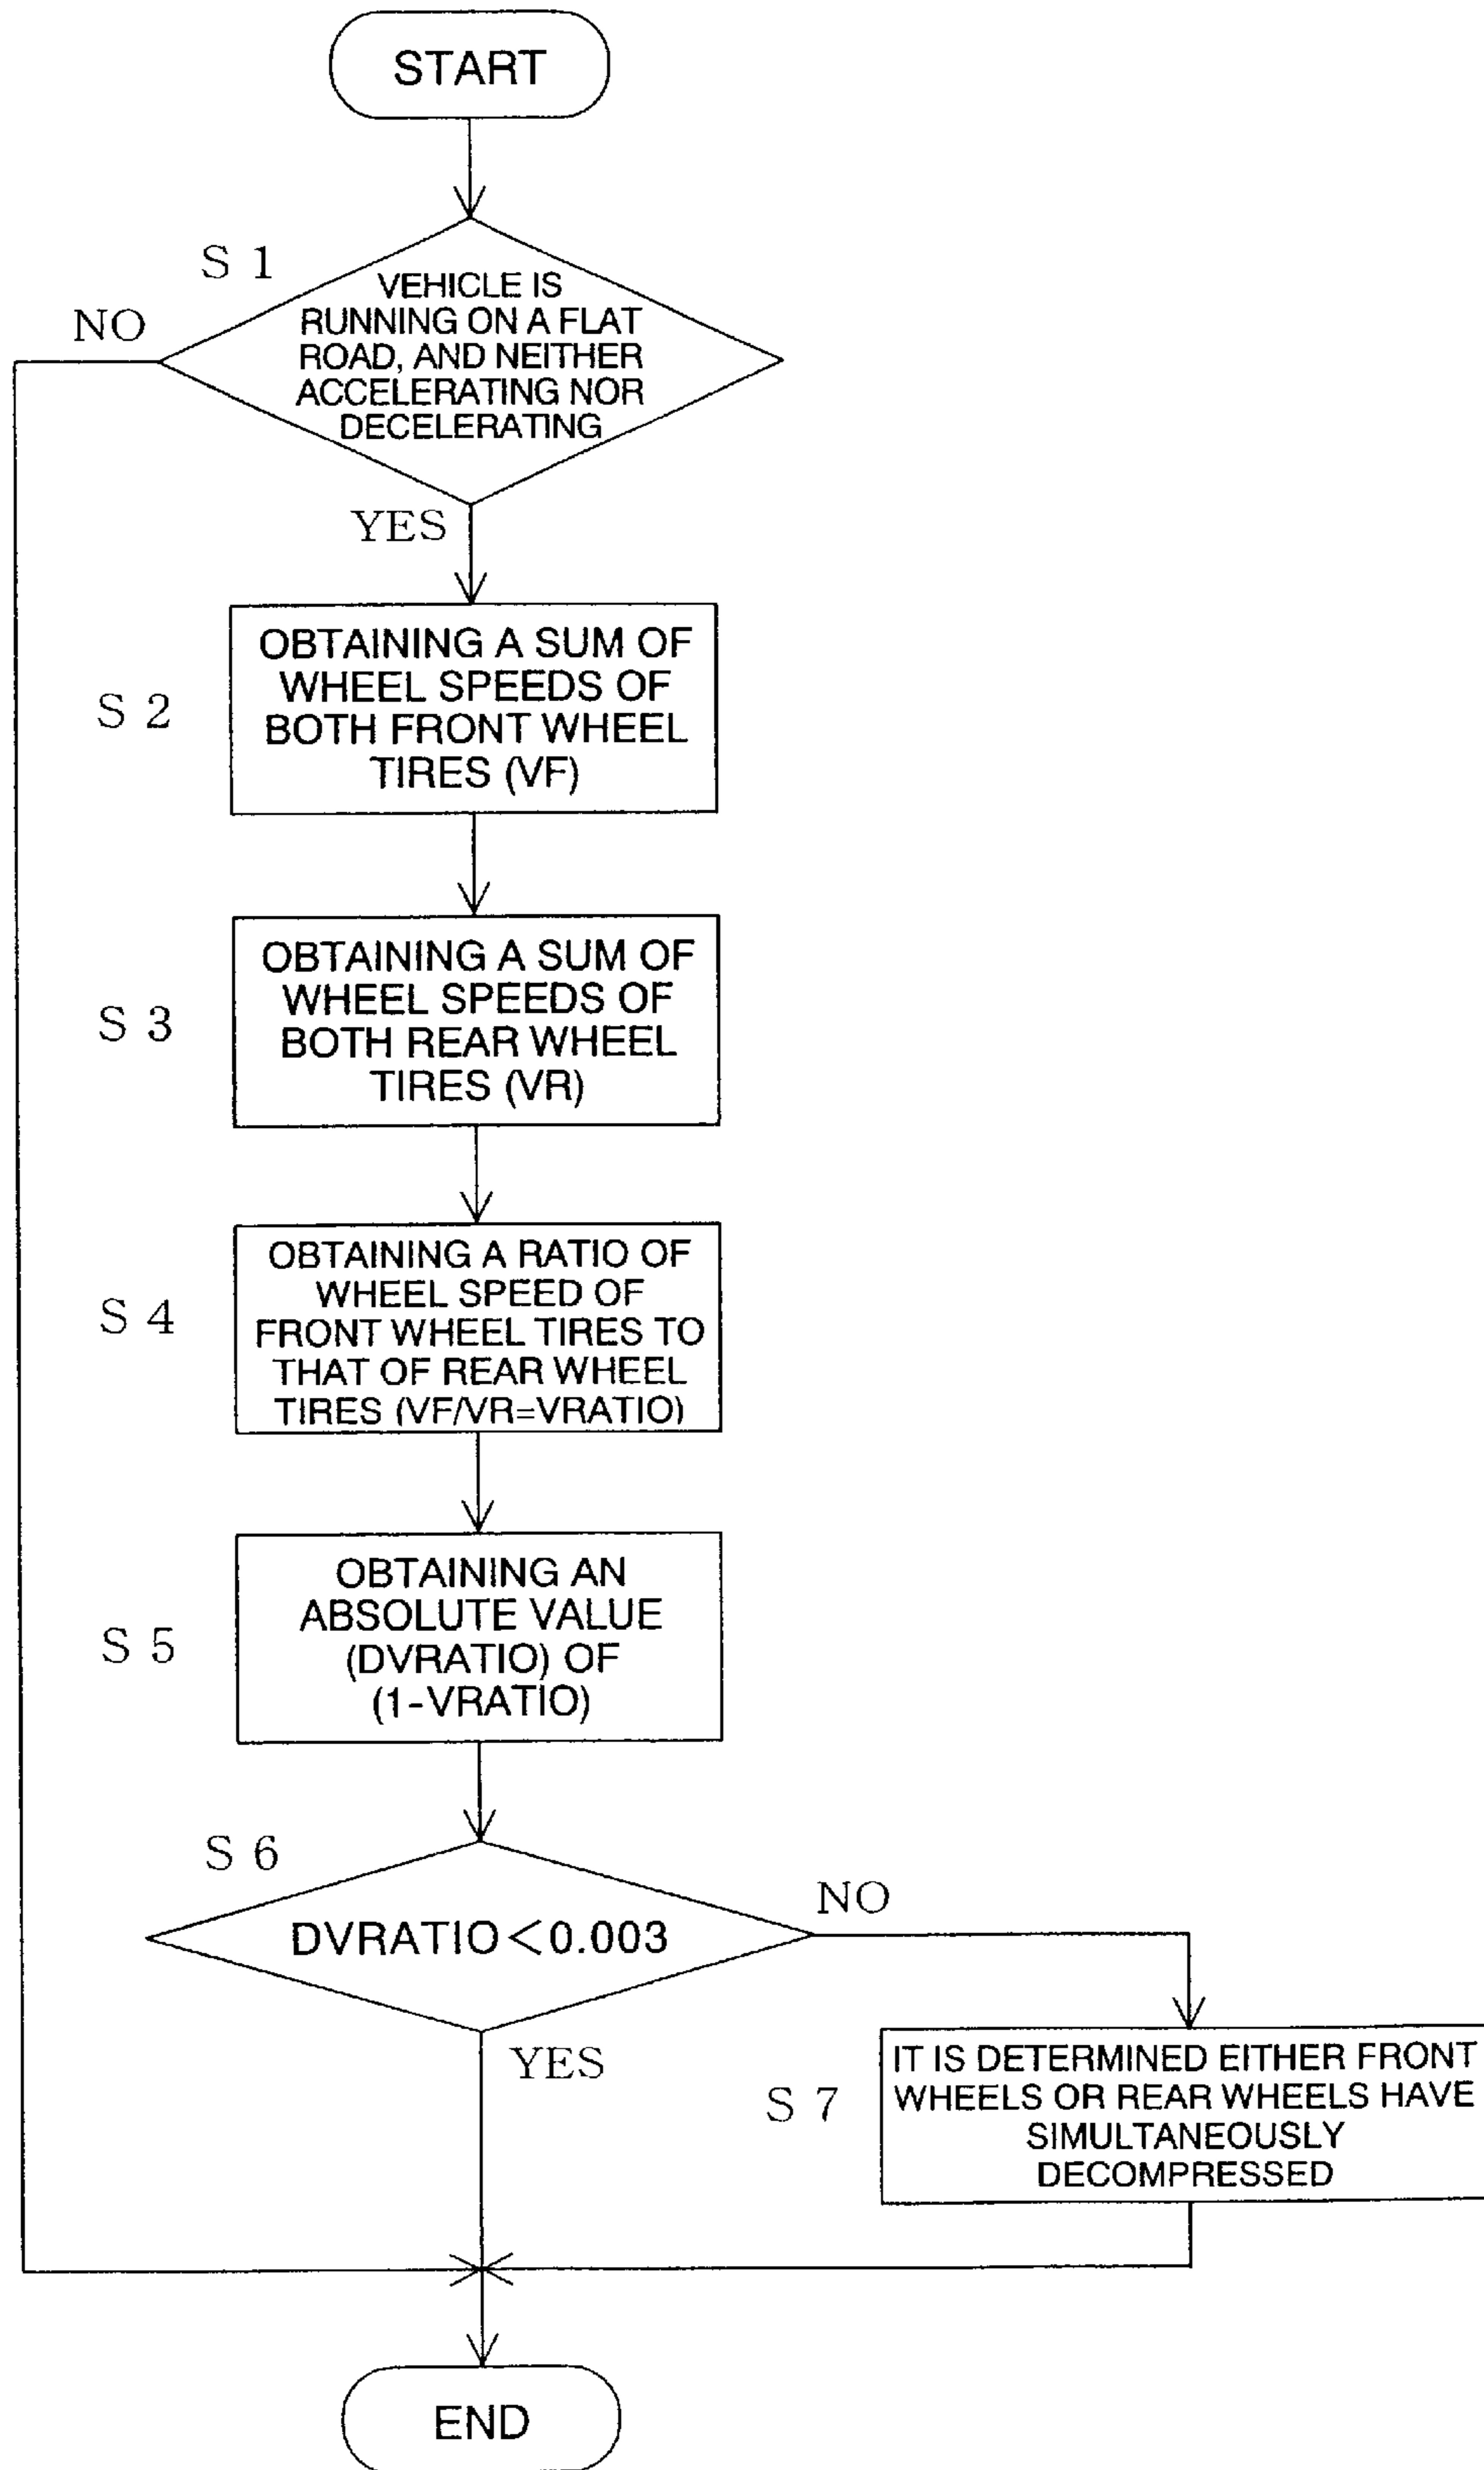 START
S 1
VEHICLE IS
RUNNING ON A FLAT
ROAD, AND NEITHER
ACCELERATING NOR
DECELERATING
NO
YES
S 2
OBTAINING A SUM OF
WHEEL SPEEDS OF
BOTH FRONT WHEEL
TIRES (VF)
S 3
OBTAINING A SUM OF
WHEEL SPEEDS OF
BOTH REAR WHEEL
TIRES (VR)
S 4
OBTAINING A RATIO OF
WHEEL SPEED OF
FRONT WHEEL TIRES TO
THAT OF REAR WHEEL
TIRES (VF/VR=VRATIO)
S 5
OBTAINING AN
ABSOLUTE VALUE
(DVRATIO) OF
(1-VRATIO)
S 6
DVRATIO<0.003
NO
YES
S 7
IT IS DETERMINED EITHER FRONT
WHEELS OR REAR WHEELS HAVE
SIMULTANEOUSLY
DECOMPRESSED
END